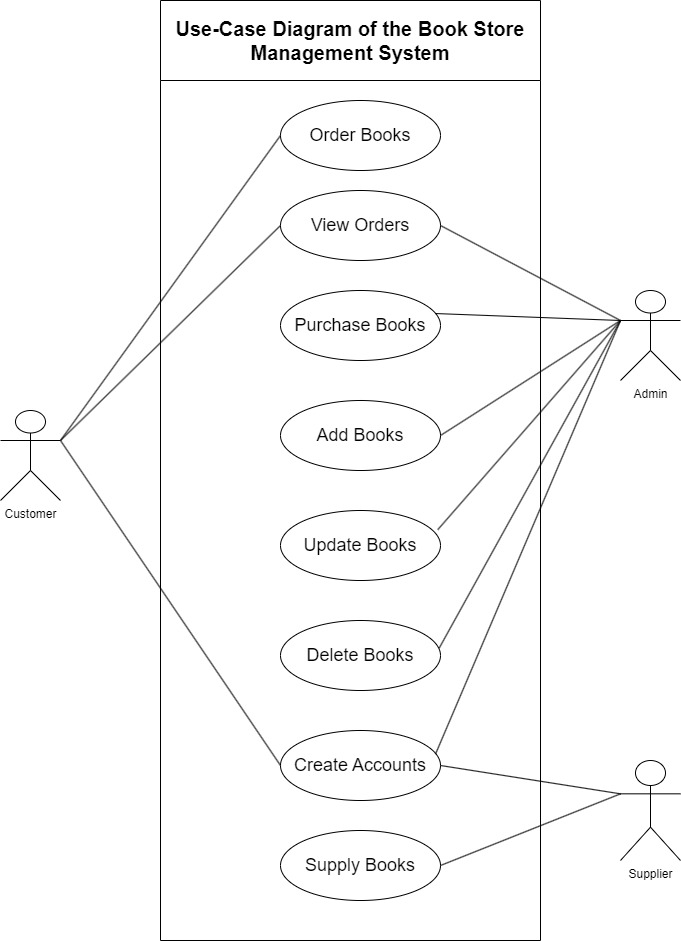 Use-Case Diagram of the Book Store
Management System
Order Books
View Orders
Purchase Books
Admin
Add Books
Customer
Update Books
Delete Books
Create Accounts
Supply Books
Supplier